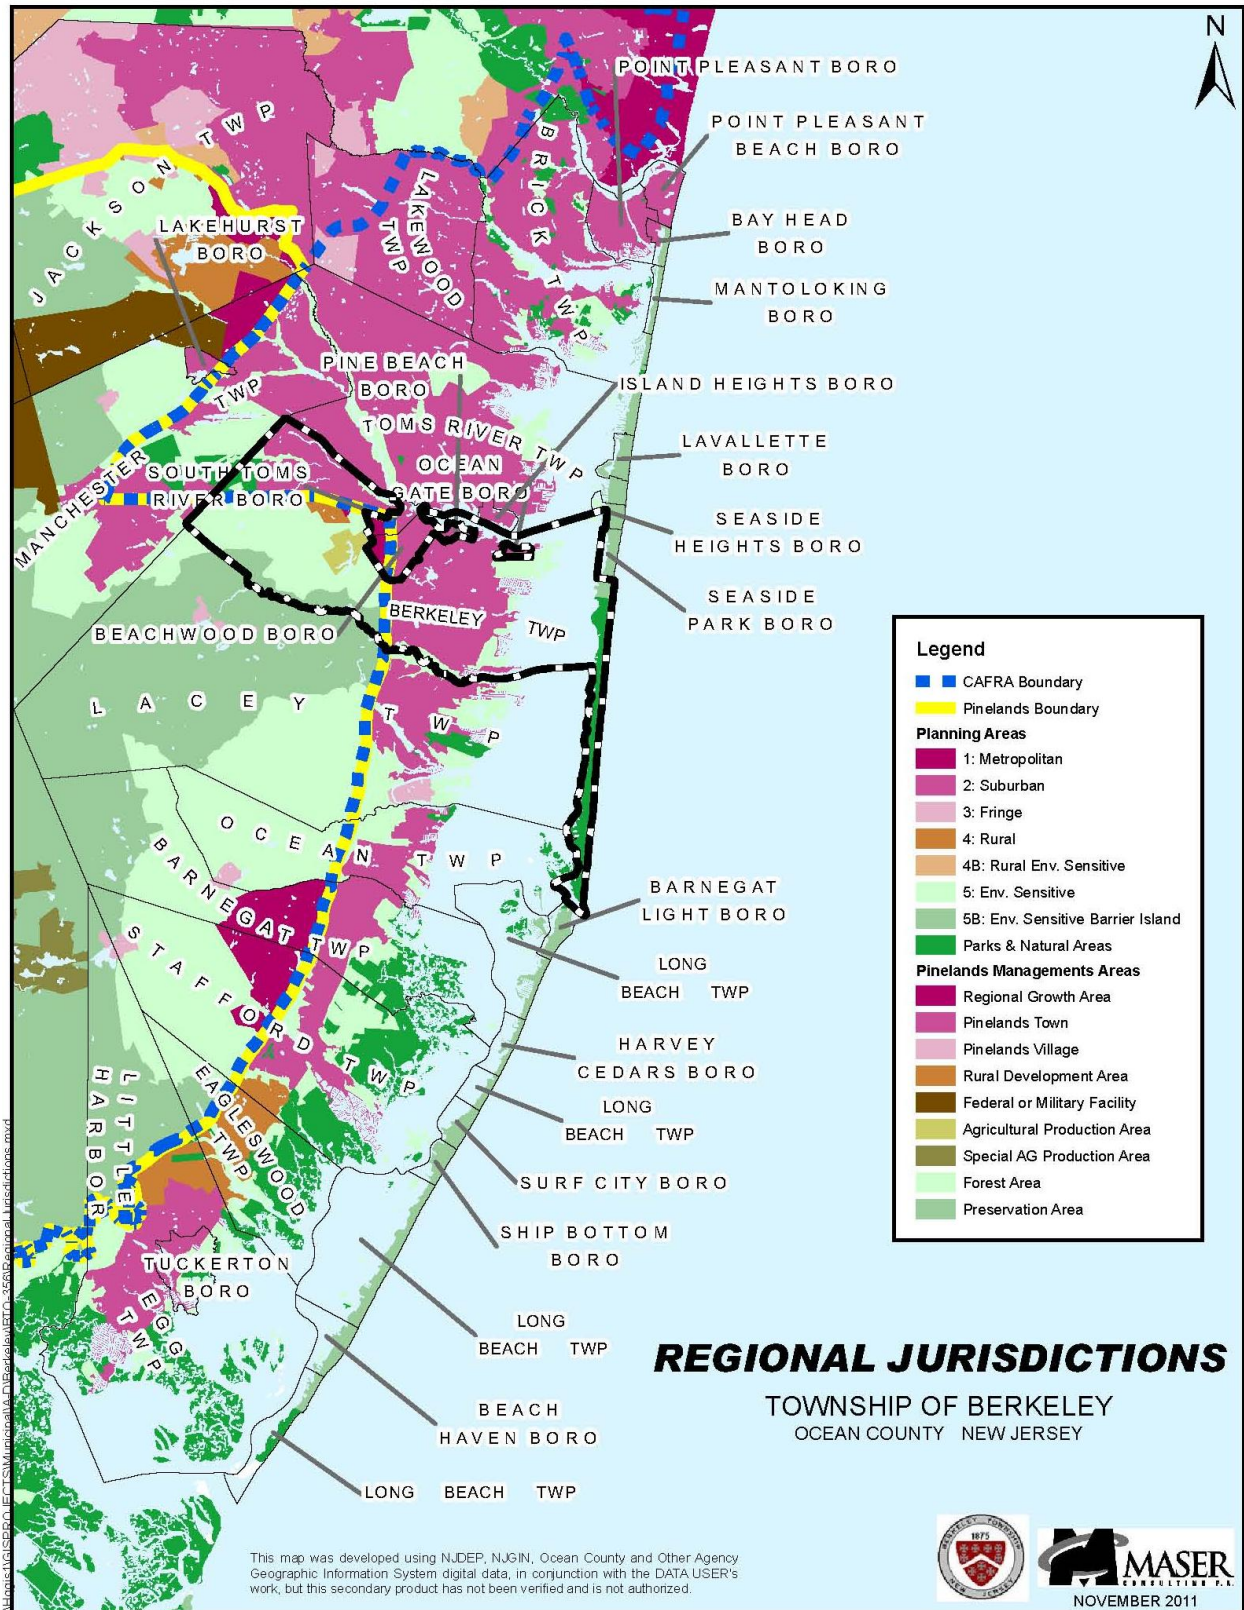 N
POINT PLEASANT BORO
POINT PLEASANT
BEACH BORO
BRICK TWP
JACKSON TWP
LAKEWOOD
TWP
LAKEHURST
BORO
BAY HEAD
BORO
MANTOLOKING
BORO
PINE BEACH
BORO
ISLAND HEIGHTS BORO
MANCHESTER TWP
TOMS RIVER TWP
LAVALLETTE
BORO
OCEAN
GATE BORO
SOUTH TOMS
RIVER BORO
SEASIDE
HEIGHTS BORO
SEASIDE
PARK BORO
BERKELEY TWP
BEACHWOOD BORO
LACEY TWP
OCEAN TWP
BARNEGAT TWP
BARNEGAT
LIGHT BORO
STAFFORD TWP
LONG
BEACH TWP
HARVEY
CEDARS BORO
LONG
BEACH TWP
EAGLESWOOD
TWP
LITTLE
HARBOR
EGG
TWP
SURF CITY BORO
SHIP BOTTOM
BORO
TUCKERTON
BORO
LONG
BEACH TWP
BEACH
HAVEN BORO
LONG BEACH TWP
Legend
CAFRA Boundary
Pinelands Boundary
Planning Areas
1: Metropolitan
2: Suburban
3: Fringe
4: Rural
4B: Rural Env. Sensitive
5: Env. Sensitive
5B: Env. Sensitive Barrier Island
Parks & Natural Areas
Pinelands Managements Areas
Regional Growth Area
Pinelands Town
Pinelands Village
Rural Development Area
Federal or Military Facility
Agricultural Production Area
Special AG Production Area
Forest Area
Preservation Area
REGIONAL JURISDICTIONS
TOWNSHIP OF BERKELEY
OCEAN COUNTY NEW JERSEY
This map was developed using NJDEP, NJGIN, Ocean County and Other Agency
Geographic Information System digital data, in conjunction with the DATA USER's
work, but this secondary product has not been verified and is not authorized.
BERKELEY TOWNSHIP
1875
NEW JERSEY
MASER
CONSULTING P.A.
NOVEMBER 2011